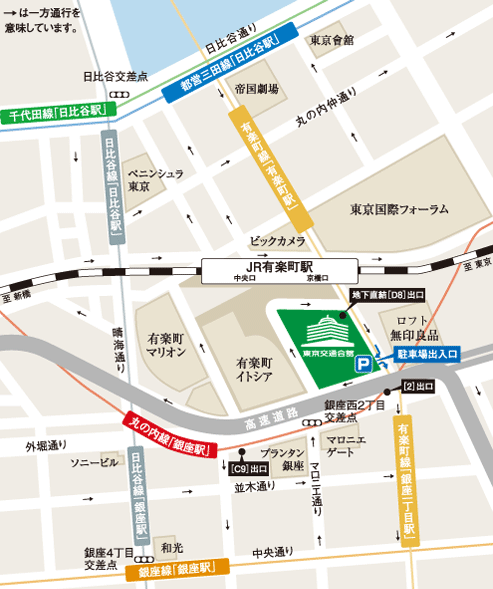 →は一方通行を
意味しています。
日比谷通り
日比谷交差点
都営三田線「日比谷駅」
東京會舘
千代田線「日比谷駅」
帝国劇場
丸の内仲通り
日比谷線「日比谷駅」
ペニンシュラ
東京
有楽町線「有楽町駅」
東京国際フォーラム
ビックカメラ
JR有楽町駅
中央口
京橋口
至 新橋
至 東京
地下直結[D8]出口
晴海通り
有楽町
マリオン
有楽町
イトシア
東京交通会館
ロフト
無印良品
P
駐車場出入口
[2]出口
高速道路
銀座西2丁目
交差点
丸の内線「銀座駅」
外堀通り
ソニービル
日比谷線「銀座駅」
[C9]出口
プランタン
銀座
マロニエ
ゲート
マロニエ通り
有楽町線「銀座一丁目駅」
並木通り
銀座4丁目
交差点
和光
中央通り
銀座線「銀座駅」